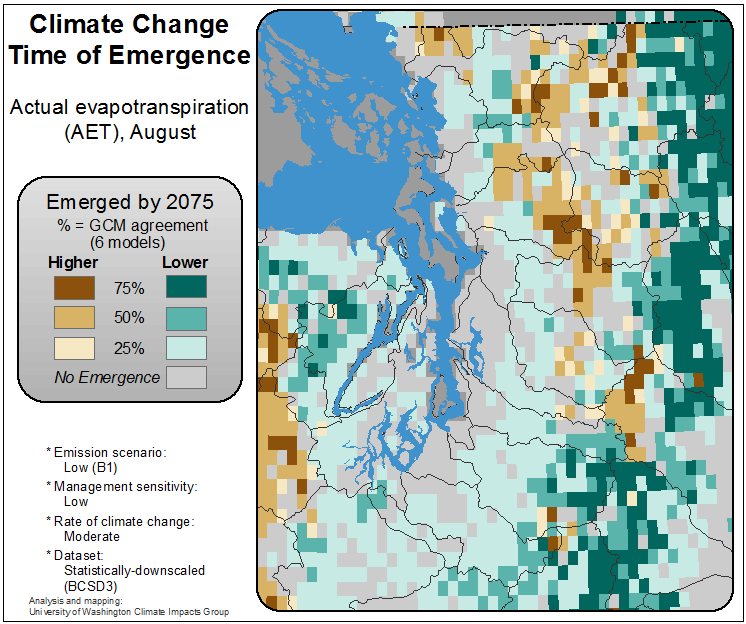 Climate Change
Time of Emergence
Actual evapotranspiration
(AET), August
Emerged by 2075
% = GCM agreement
(6 models)
Higher Lower
75%
50%
25%
No Emergence
* Emission scenario:
Low (B1)
* Management sensitivity:
Low
* Rate of climate change:
Moderate
* Dataset:
Statistically-downscaled
(BCSD3)
Analysis and mapping:
University of Washington Climate Impacts Group